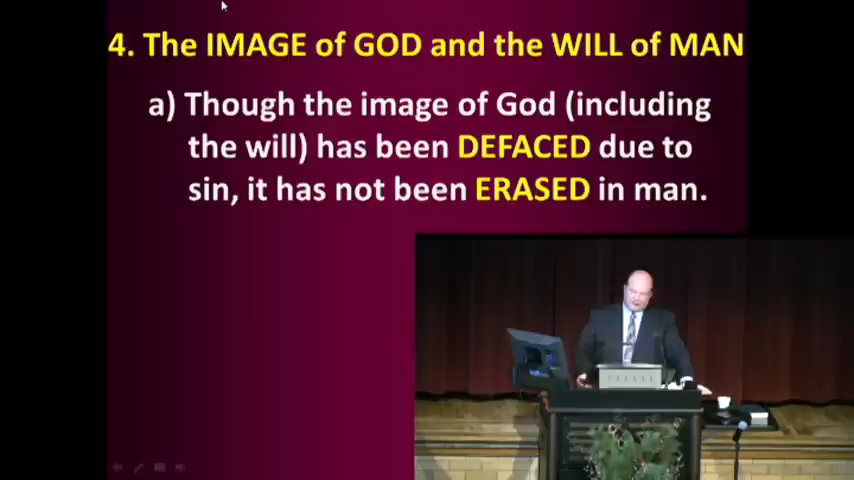 4. The IMAGE of GOD and the WILL of MAN
a) Though the image of God (including
the will) has been DEFACED due to
sin, it has not been ERASED in man.